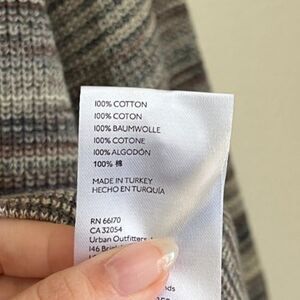 100% COTTON
100% COTON
100% BAUMWOLLE
100% COTONE
100% ALGODÓN
100% 棉
MADE IN TURKEY
HECHO EN TURQUÍA
RN 66170
CA 32054
Urban Outfitters
146